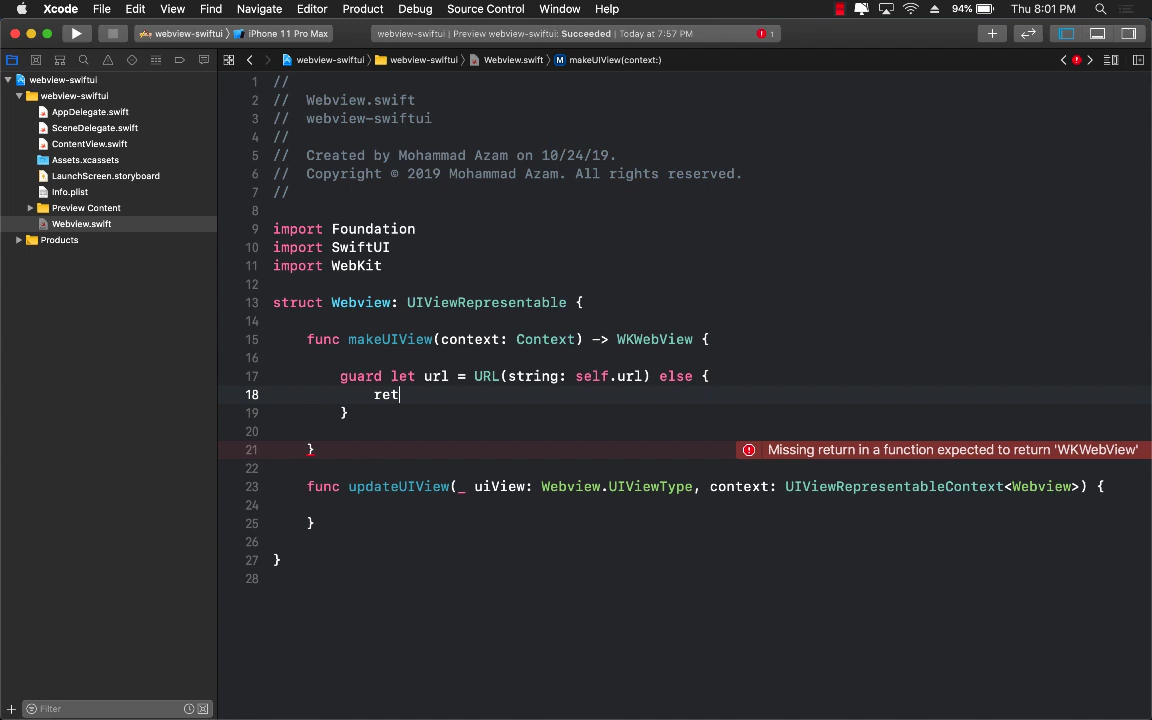 Xcode File Edit View Find Navigate Editor Product Debug Source Control Window Help 94% Thu 8:01 PM
webview-swiftui iPhone 11 Pro Max webview-swiftui | Preview webview-swiftui: Succeeded | Today at 7:57 PM 1
webview-swiftui webview-swiftui Webview.swift M makeUIView(context:)
webview-swiftui
webview-swiftui
AppDelegate.swift
SceneDelegate.swift
ContentView.swift
Assets.xcassets
LaunchScreen.storyboard
Info.plist
Preview Content
Webview.swift
Products
1 //
2 // Webview.swift
3 // webview-swiftui
4 //
5 // Created by Mohammad Azam on 10/24/19.
6 // Copyright © 2019 Mohammad Azam. All rights reserved.
7 //
8
9 import Foundation
10 import SwiftUI
11 import WebKit
12
13 struct Webview: UIViewRepresentable {
14
15 func makeUIView(context: Context) -> WKWebView {
16
17 guard let url = URL(string: self.url) else {
18 ret
19 }
20
21 } Missing return in a function expected to return 'WKWebView'
22
23 func updateUIView(_ uiView: Webview.UIViewType, context: UIViewRepresentableContext<Webview>) {
24
25 }
26
27 }
28
Filter